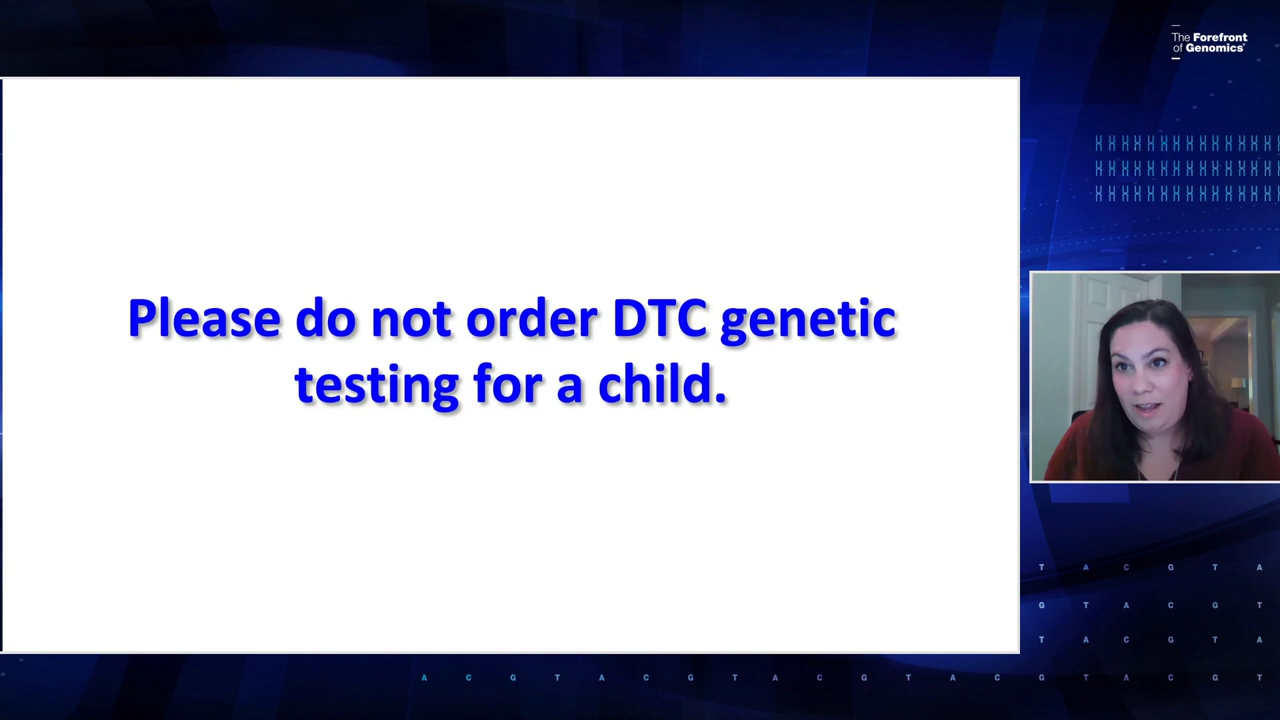 The Forefront
of Genomics®
Please do not order DTC genetic
testing for a child.
T A C G T A
G T A C G T
T A C G T A
A C G T A C G T A C G T A C G T A C G T